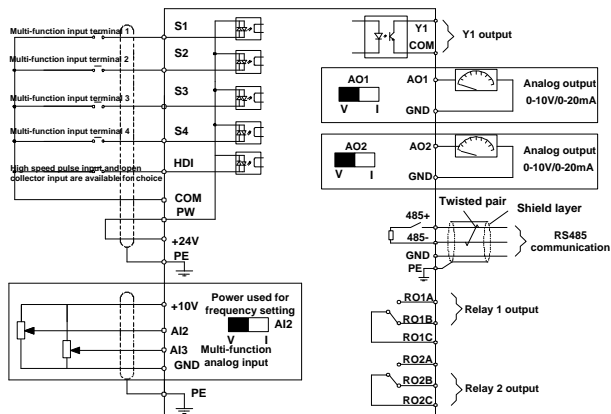 Multi-function input terminal 1
S1
Multi-function input terminal 2
S2
Multi-function input terminal 3
S3
Multi-function input terminal 4
S4
High speed pulse input and open
collector input are available for choice
HDI
COM
PW
+24V
PE
+10V
Power used for
frequency setting
AI2
V I
AI2
AI3
Multi-function
analog input
GND
PE
Y1
COM
Y1 output
AO1
V I
AO1
GND
Analog output
0-10V/0-20mA
AO2
V I
AO2
GND
Analog output
0-10V/0-20mA
Twisted pair
Shield layer
485+
485-
GND
PE
RS485
communication
RO1A
RO1B
RO1C
Relay 1 output
RO2A
RO2B
RO2C
Relay 2 output